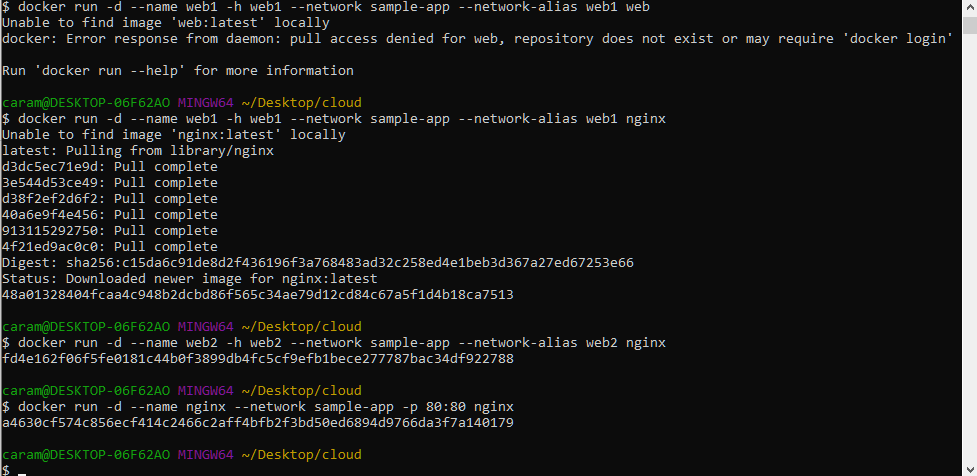 $ docker run -d --name web1 -h web1 --network sample-app --network-alias web1 web
Unable to find image 'web:latest' locally
docker: Error response from daemon: pull access denied for web, repository does not exist or may require 'docker login'
Run 'docker run --help' for more information
caram@DESKTOP-06F62AO MINGW64 ~/Desktop/cloud
$ docker run -d --name web1 -h web1 --network sample-app --network-alias web1 nginx
Unable to find image 'nginx:latest' locally
latest: Pulling from library/nginx
d3dc5ec71e9d: Pull complete
3e544d53ce49: Pull complete
d38f2ef2d6f2: Pull complete
40a6e9f4e456: Pull complete
913115292750: Pull complete
4f21ed9ac0c0: Pull complete
Digest: sha256:c15da6c91de8d2f436196f3a768483ad32c258ed4e1beb3d367a27ed67253e66
Status: Downloaded newer image for nginx:latest
48a01328404fcaa4c948b2dcbd86f565c34ae79d12cd84c67a5f1d4b18ca7513
caram@DESKTOP-06F62AO MINGW64 ~/Desktop/cloud
$ docker run -d --name web2 -h web2 --network sample-app --network-alias web2 nginx
fd4e162f06f5fe0181c44b0f3899db4fc5cf9efb1bece277787bac34df922788
caram@DESKTOP-06F62AO MINGW64 ~/Desktop/cloud
$ docker run -d --name nginx --network sample-app -p 80:80 nginx
a4630cf574c856ecf414c2466c2aff4bfb2f3bd50ed6894d9766da3f7a140179
caram@DESKTOP-06F62AO MINGW64 ~/Desktop/cloud
$